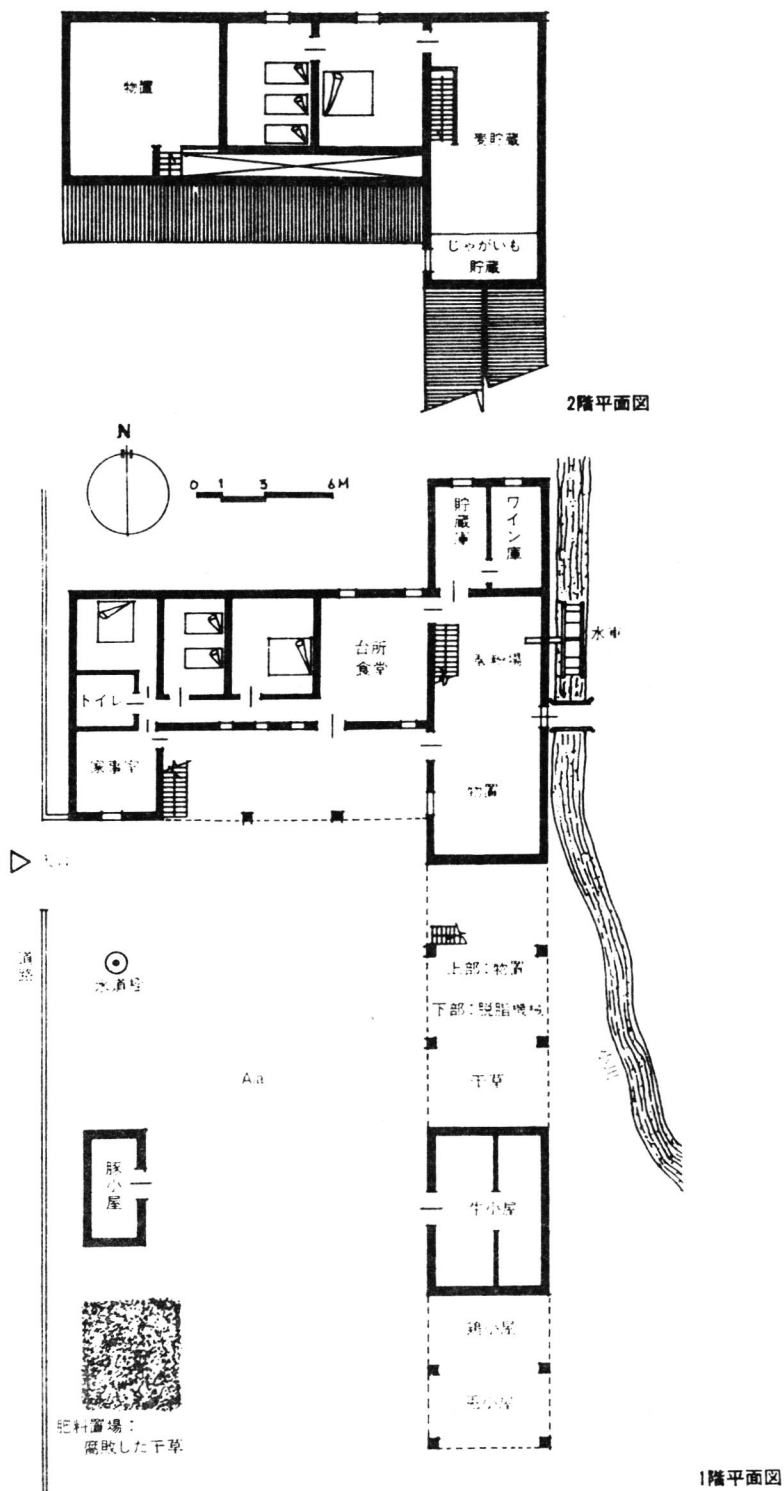 物置
麦貯蔵
じゃがいも
貯蔵
2階平面図
N
0 1 3 6M
貯蔵庫
ワイン庫
水車
台所
食堂
製粉場
トイレ
家事室
物置
道路
水道栓
上部:物置
下部:脱脂機械
干草
Aia
豚小屋
牛小屋
鶏小屋
肥料置場:
腐敗した干草
1階平面図